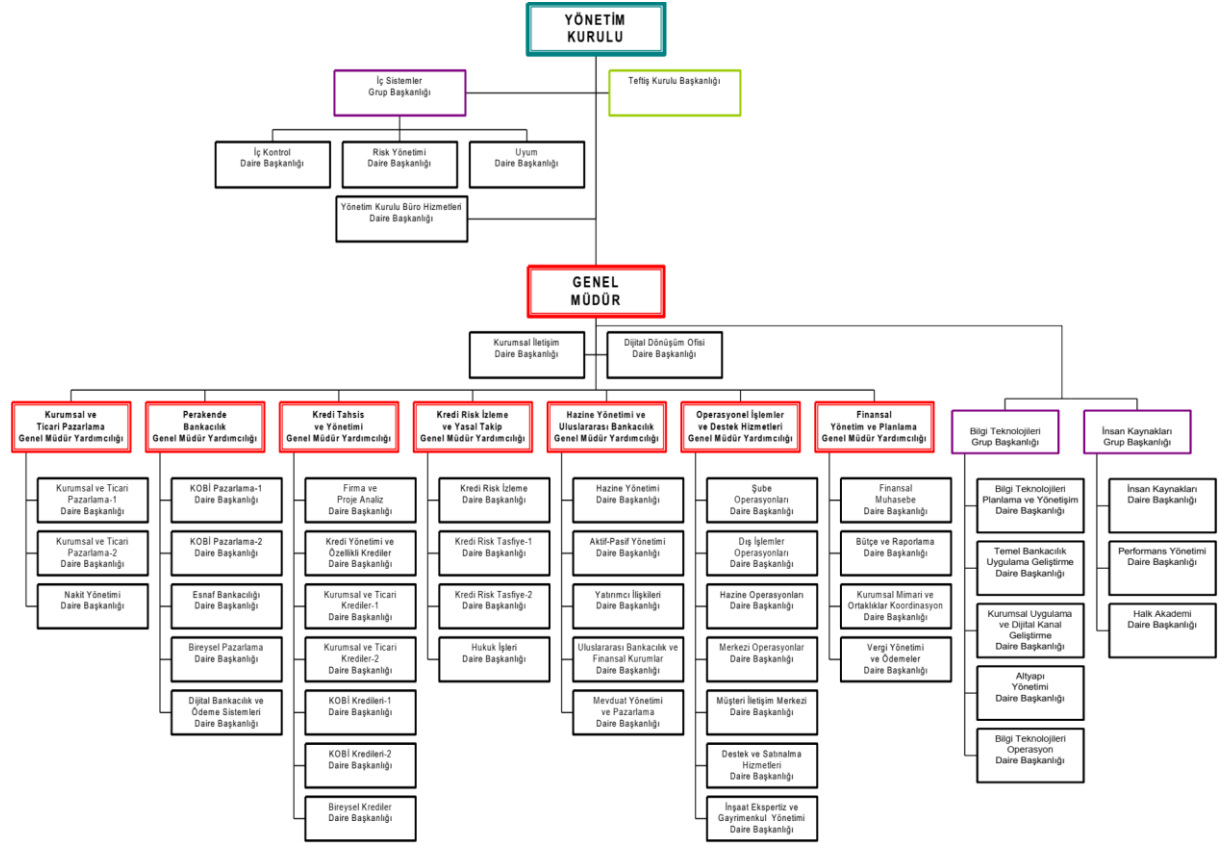 YÖNETİM
KURULU
İç Sistemler
Grup Başkanlığı
Teftiş Kurulu Başkanlığı
İç Kontrol
Daire Başkanlığı
Risk Yönetimi
Daire Başkanlığı
Uyum
Daire Başkanlığı
Yönetim Kurulu Büro Hizmetleri
Daire Başkanlığı
GENEL
MÜDÜR
Kurumsal İletişim
Daire Başkanlığı
Dijital Dönüşüm Ofisi
Daire Başkanlığı
Kurumsal ve
Ticari Pazarlama
Genel Müdür Yardımcılığı
Kurumsal ve Ticari
Pazarlama-1
Daire Başkanlığı
Kurumsal ve Ticari
Pazarlama-2
Daire Başkanlığı
Nakit Yönetimi
Daire Başkanlığı
Perakende
Bankacılık
Genel Müdür Yardımcılığı
KOBİ Pazarlama-1
Daire Başkanlığı
KOBİ Pazarlama-2
Daire Başkanlığı
Esnaf Bankacılığı
Daire Başkanlığı
Bireysel Pazarlama
Daire Başkanlığı
Dijital Bankacılık ve
Ödeme Sistemleri
Daire Başkanlığı
Kredi Tahsis
ve Yönetimi
Genel Müdür Yardımcılığı
Firma ve
Proje Analiz
Daire Başkanlığı
Kredi Yönetimi ve
Özellikli Krediler
Daire Başkanlığı
Kurumsal ve Ticari
Krediler-1
Daire Başkanlığı
Kurumsal ve Ticari
Krediler-2
Daire Başkanlığı
KOBİ Kredileri-1
Daire Başkanlığı
KOBİ Kredileri-2
Daire Başkanlığı
Bireysel Krediler
Daire Başkanlığı
Kredi Risk İzleme
ve Yasal Takip
Genel Müdür Yardımcılığı
Kredi Risk İzleme
Daire Başkanlığı
Kredi Risk Tasfiye-1
Daire Başkanlığı
Kredi Risk Tasfiye-2
Daire Başkanlığı
Hukuk İşleri
Daire Başkanlığı
Hazine Yönetimi ve
Uluslararası Bankacılık
Genel Müdür Yardımcılığı
Hazine Yönetimi
Daire Başkanlığı
Aktif-Pasif Yönetimi
Daire Başkanlığı
Yatırımcı İlişkileri
Daire Başkanlığı
Uluslararası Bankacılık ve
Finansal Kurumlar
Daire Başkanlığı
Mevduat Yönetimi
ve Pazarlama
Daire Başkanlığı
Operasyonel İşlemler
ve Destek Hizmetleri
Genel Müdür Yardımcılığı
Şube
Operasyonları
Daire Başkanlığı
Dış İşlemler
Operasyonları
Daire Başkanlığı
Hazine Operasyonları
Daire Başkanlığı
Merkezi Operasyonlar
Daire Başkanlığı
Müşteri İletişim Merkezi
Daire Başkanlığı
Destek ve Satınalma
Hizmetleri
Daire Başkanlığı
İnşaat Ekspertiz ve
Gayrimenkul Yönetimi
Daire Başkanlığı
Finansal
Yönetim ve Planlama
Genel Müdür Yardımcılığı
Finansal
Muhasebe
Daire Başkanlığı
Bütçe ve Raporlama
Daire Başkanlığı
Kurumsal Mimari ve
Ortaklıklar Koordinasyon
Daire Başkanlığı
Vergi Yönetimi
ve Ödemeler
Daire Başkanlığı
Bilgi Teknolojileri
Grup Başkanlığı
Bilgi Teknolojileri
Planlama ve Yönetişim
Daire Başkanlığı
Temel Bankacılık
Uygulama Geliştirme
Daire Başkanlığı
Kurumsal Uygulama
ve Dijital Kanal
Geliştirme
Daire Başkanlığı
Altyapı
Yönetimi
Daire Başkanlığı
Bilgi Teknolojileri
Operasyon
Daire Başkanlığı
İnsan Kaynakları
Grup Başkanlığı
İnsan Kaynakları
Daire Başkanlığı
Performans Yönetimi
Daire Başkanlığı
Halk Akademi
Daire Başkanlığı